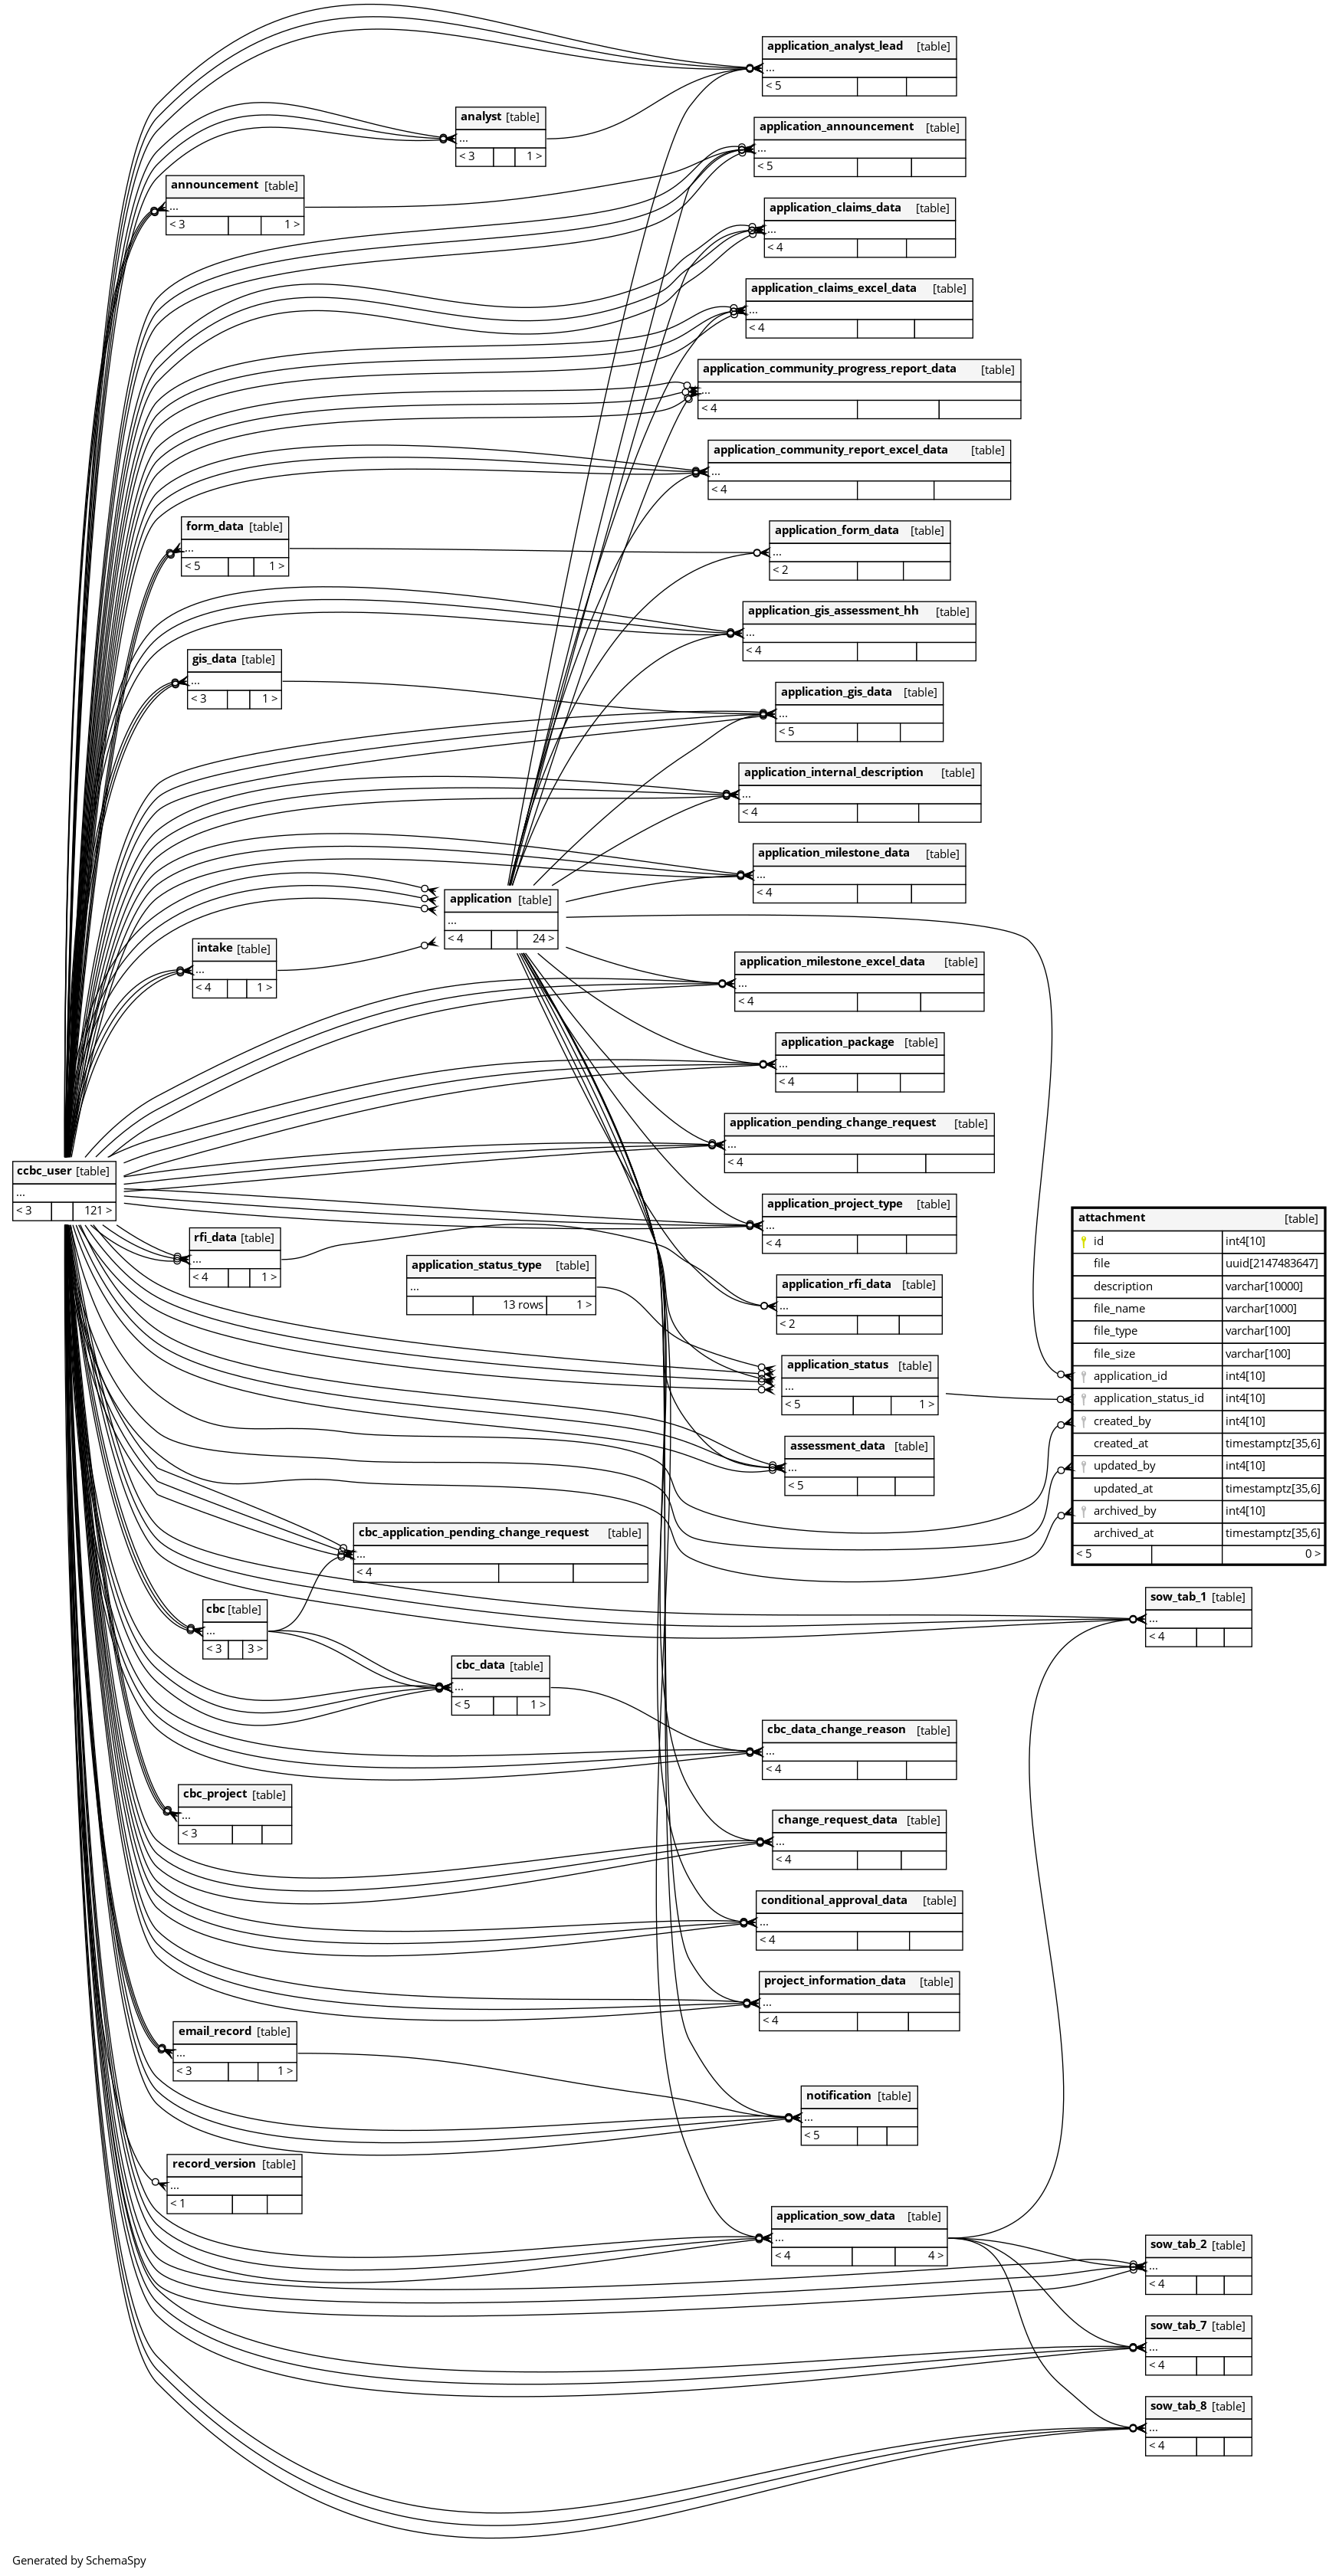 application_analyst_lead [table]
...
< 5
analyst [table]
...
< 3 1 >
application_announcement [table]
...
< 5
announcement [table]
...
< 3 1 >
application_claims_data [table]
...
< 4
application_claims_excel_data [table]
...
< 4
application_community_progress_report_data [table]
...
< 4
application_community_report_excel_data [table]
...
< 4
form_data [table]
...
< 5 1 >
application_form_data [table]
...
< 2
application_gis_assessment_hh [table]
...
< 4
gis_data [table]
...
< 3 1 >
application_gis_data [table]
...
< 5
application_internal_description [table]
...
< 4
application_milestone_data [table]
...
< 4
application [table]
...
< 4 24 >
intake [table]
...
< 4 1 >
application_milestone_excel_data [table]
...
< 4
application_package [table]
...
< 4
application_pending_change_request [table]
...
< 4
ccbc_user [table]
...
< 3 121 >
application_project_type [table]
...
< 4
rfi_data [table]
...
< 4 1 >
application_status_type [table]
...
13 rows 1 >
application_rfi_data [table]
...
< 2
application_status [table]
...
< 5 1 >
assessment_data [table]
...
< 5
attachment [table]
id int4[10]
file uuid[2147483647]
description varchar[10000]
file_name varchar[1000]
file_type varchar[100]
file_size varchar[100]
application_id int4[10]
application_status_id int4[10]
created_by int4[10]
created_at timestamptz[35,6]
updated_by int4[10]
updated_at timestamptz[35,6]
archived_by int4[10]
archived_at timestamptz[35,6]
< 5 0 >
cbc_application_pending_change_request [table]
...
< 4
sow_tab_1 [table]
...
< 4
cbc [table]
...
< 3 3 >
cbc_data [table]
...
< 5 1 >
cbc_data_change_reason [table]
...
< 4
cbc_project [table]
...
< 3
change_request_data [table]
...
< 4
conditional_approval_data [table]
...
< 4
project_information_data [table]
...
< 4
email_record [table]
...
< 3 1 >
notification [table]
...
< 5
record_version [table]
...
< 1
application_sow_data [table]
...
< 4 4 >
sow_tab_2 [table]
...
< 4
sow_tab_7 [table]
...
< 4
sow_tab_8 [table]
...
< 4
Generated by SchemaSpy